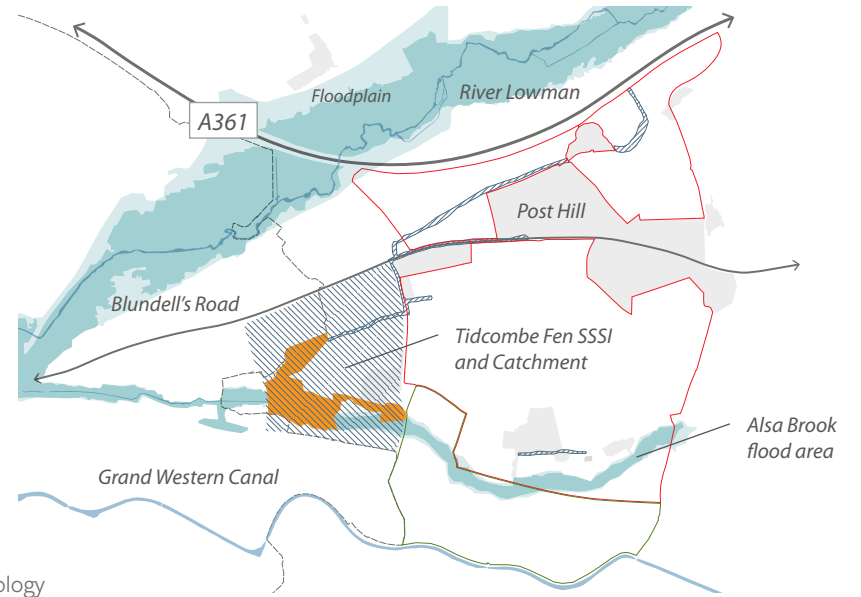 Floodplain
River Lowman
A361
Post Hill
Blundell's Road
Tidcombe Fen SSSI
and Catchment
Alsa Brook
flood area
Grand Western Canal
ology